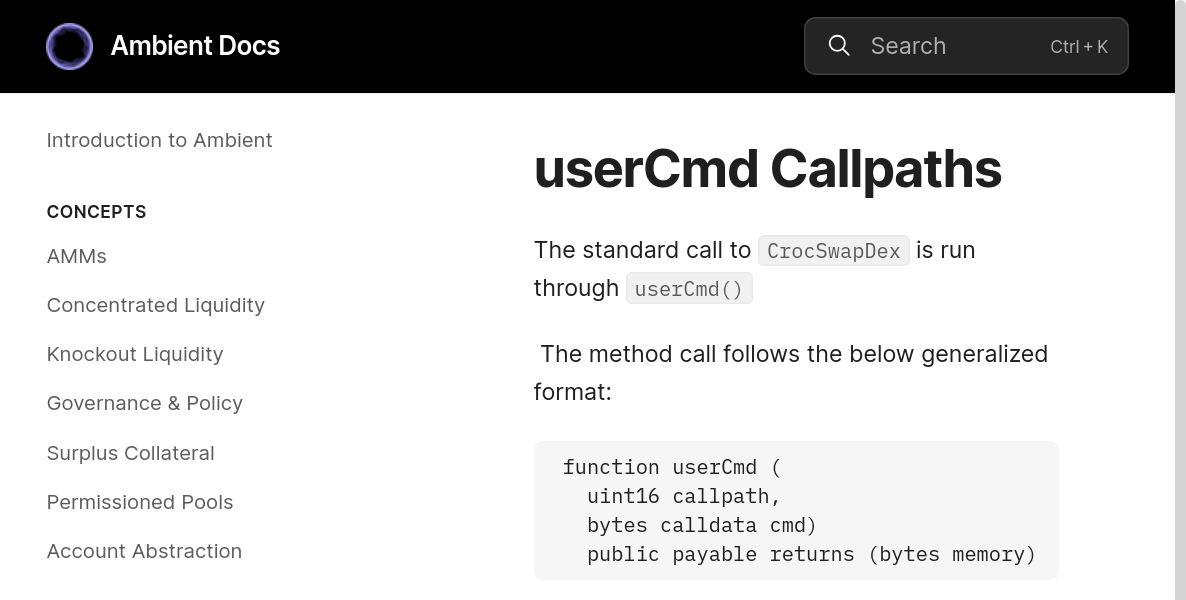 Ambient Docs
Search
Ctrl + K
Introduction to Ambient
CONCEPTS
AMMs
Concentrated Liquidity
Knockout Liquidity
Governance & Policy
Surplus Collateral
Permissioned Pools
Account Abstraction
userCmd Callpaths
The standard call to CrocSwapDex is run
through userCmd()
The method call follows the below generalized
format:
function userCmd (
uint16 callpath,
bytes calldata cmd)
public payable returns (bytes memory)